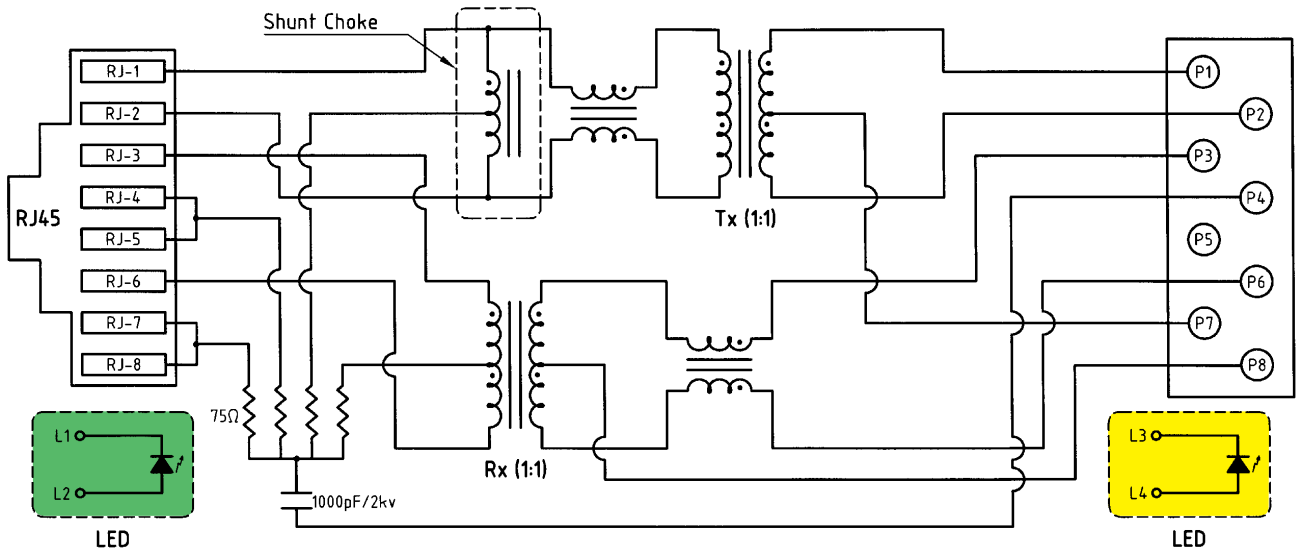 Shunt Choke
RJ45
RJ-1
RJ-2
RJ-3
RJ-4
RJ-5
RJ-6
RJ-7
RJ-8
Tx (1:1)
Rx (1:1)
P1
P2
P3
P4
P5
P6
P7
P8
75Ω
1000pF/2kv
L1
L2
LED
L3
L4
LED